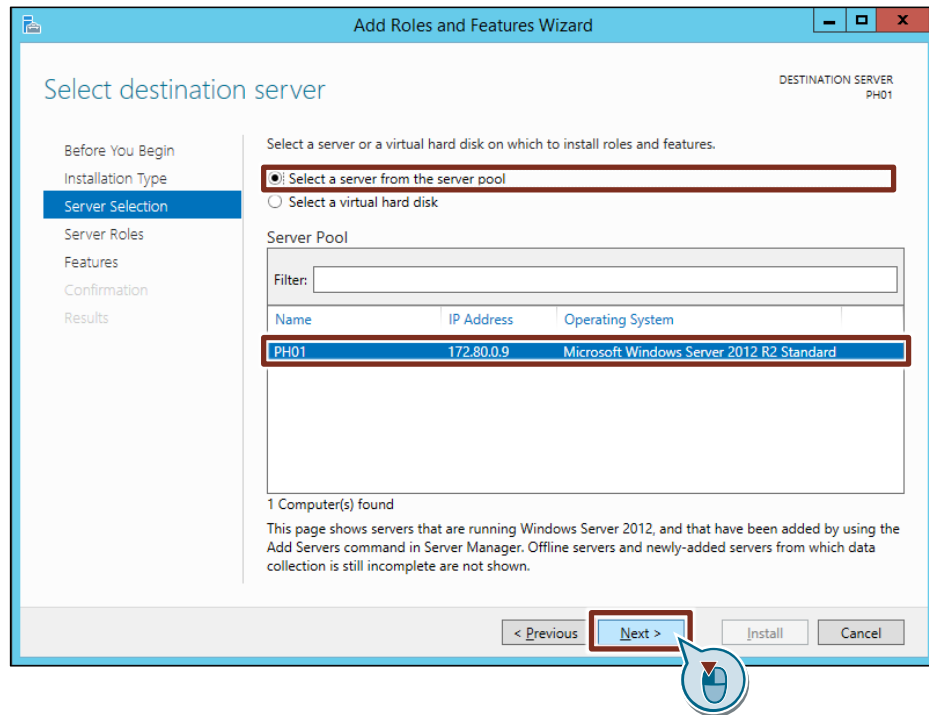 Add Roles and Features Wizard
Select destination server
DESTINATION SERVER
PH01
Before You Begin
Installation Type
Server Selection
Server Roles
Features
Confirmation
Results
Select a server or a virtual hard disk on which to install roles and features.
Select a server from the server pool
Select a virtual hard disk
Server Pool
Filter:
Name IP Address Operating System
PH01 172.80.0.9 Microsoft Windows Server 2012 R2 Standard
1 Computer(s) found
This page shows servers that are running Windows Server 2012, and that have been added by using the
Add Servers command in Server Manager. Offline servers and newly-added servers from which data
collection is still incomplete are not shown.
< Previous Next > Install Cancel